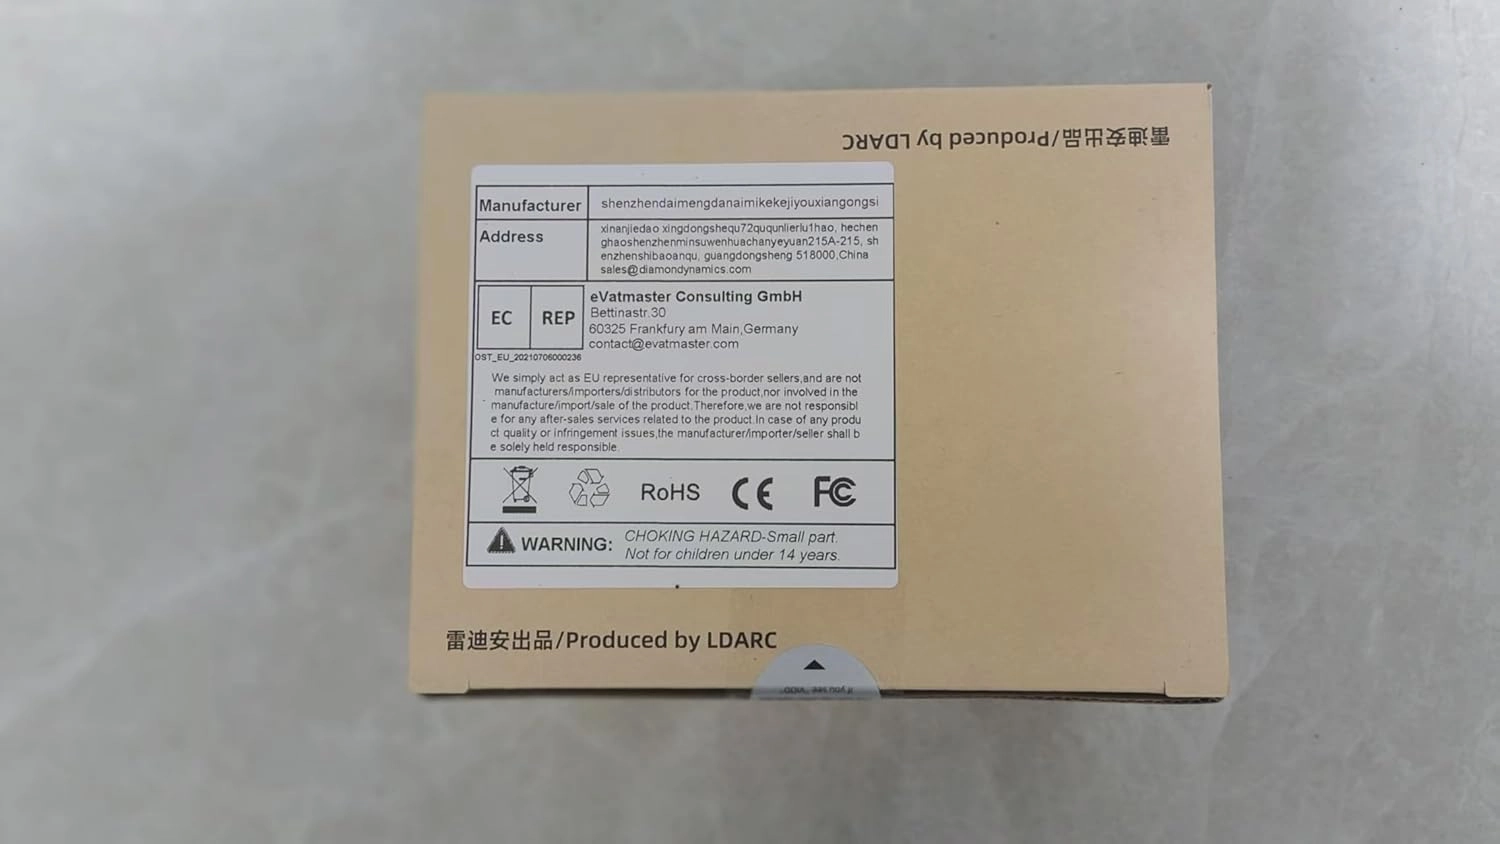 雷迪安出品/Produced by LDARC
Manufacturer
shenzhendaimengdanaimikekejiyouxiangongsi
Address
xinanjiedao xingdongshequ72ququnlierlu1hao, hechen
ghaoshenzhenminsuwenhuachanyeyuan215A-215, sh
enzhenshibaoanqu, guangdongsheng 518000,China
sales@diamondynamics.com
EC REP
eVatmaster Consulting GmbH
Bettinastr.30
60325 Frankfury am Main,Germany
contact@evatmaster.com
OST_EU_20210706000236
We simply act as EU representative for cross-border sellers,and are not
manufacturers/importers/distributors for the product,nor involved in the
manufacture/import/sale of the product.Therefore,we are not responsibl
e for any after-sales services related to the product.In case of any produ
ct quality or infringement issues,the manufacturer/importer/seller shall b
e solely held responsible.
RoHS CE FC
WARNING:
CHOKING HAZARD-Small part.
Not for children under 14 years.
雷迪安出品/Produced by LDARC
if you see "VOID"